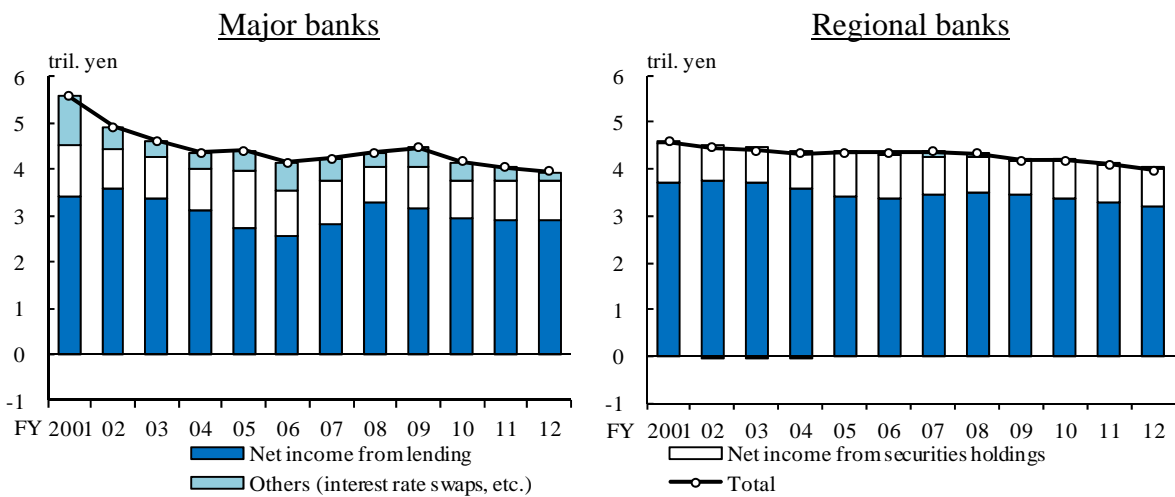 Major banks
tril. yen
6
5
4
3
2
1
0
-1
FY 2001 02 03 04 05 06 07 08 09 10 11 12
Regional banks
tril. yen
6
5
4
3
2
1
0
-1
FY 2001 02 03 04 05 06 07 08 09 10 11 12
Net income from lending
Net income from securities holdings
Others (interest rate swaps, etc.)
Total